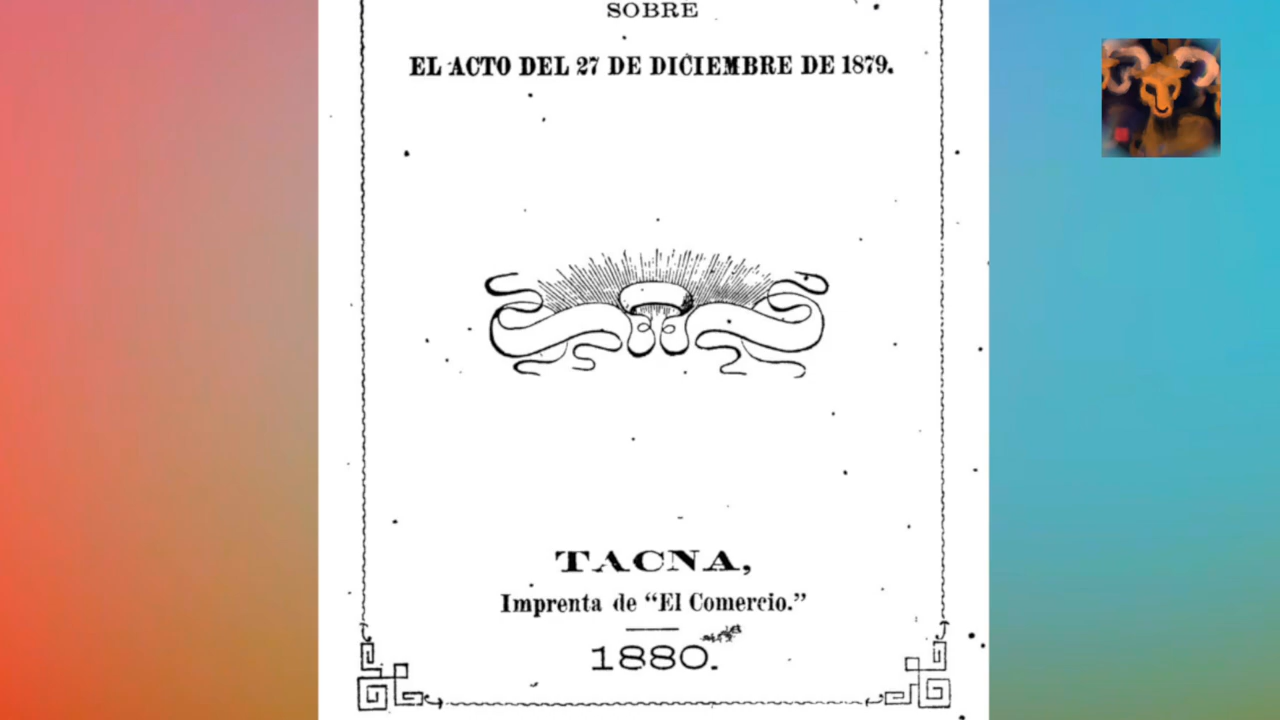 SOBRE
EL ACTO DEL 27 DE DICIEMBRE DE 1879.
TACNA,
Imprenta de “El Comercio.”
1880.